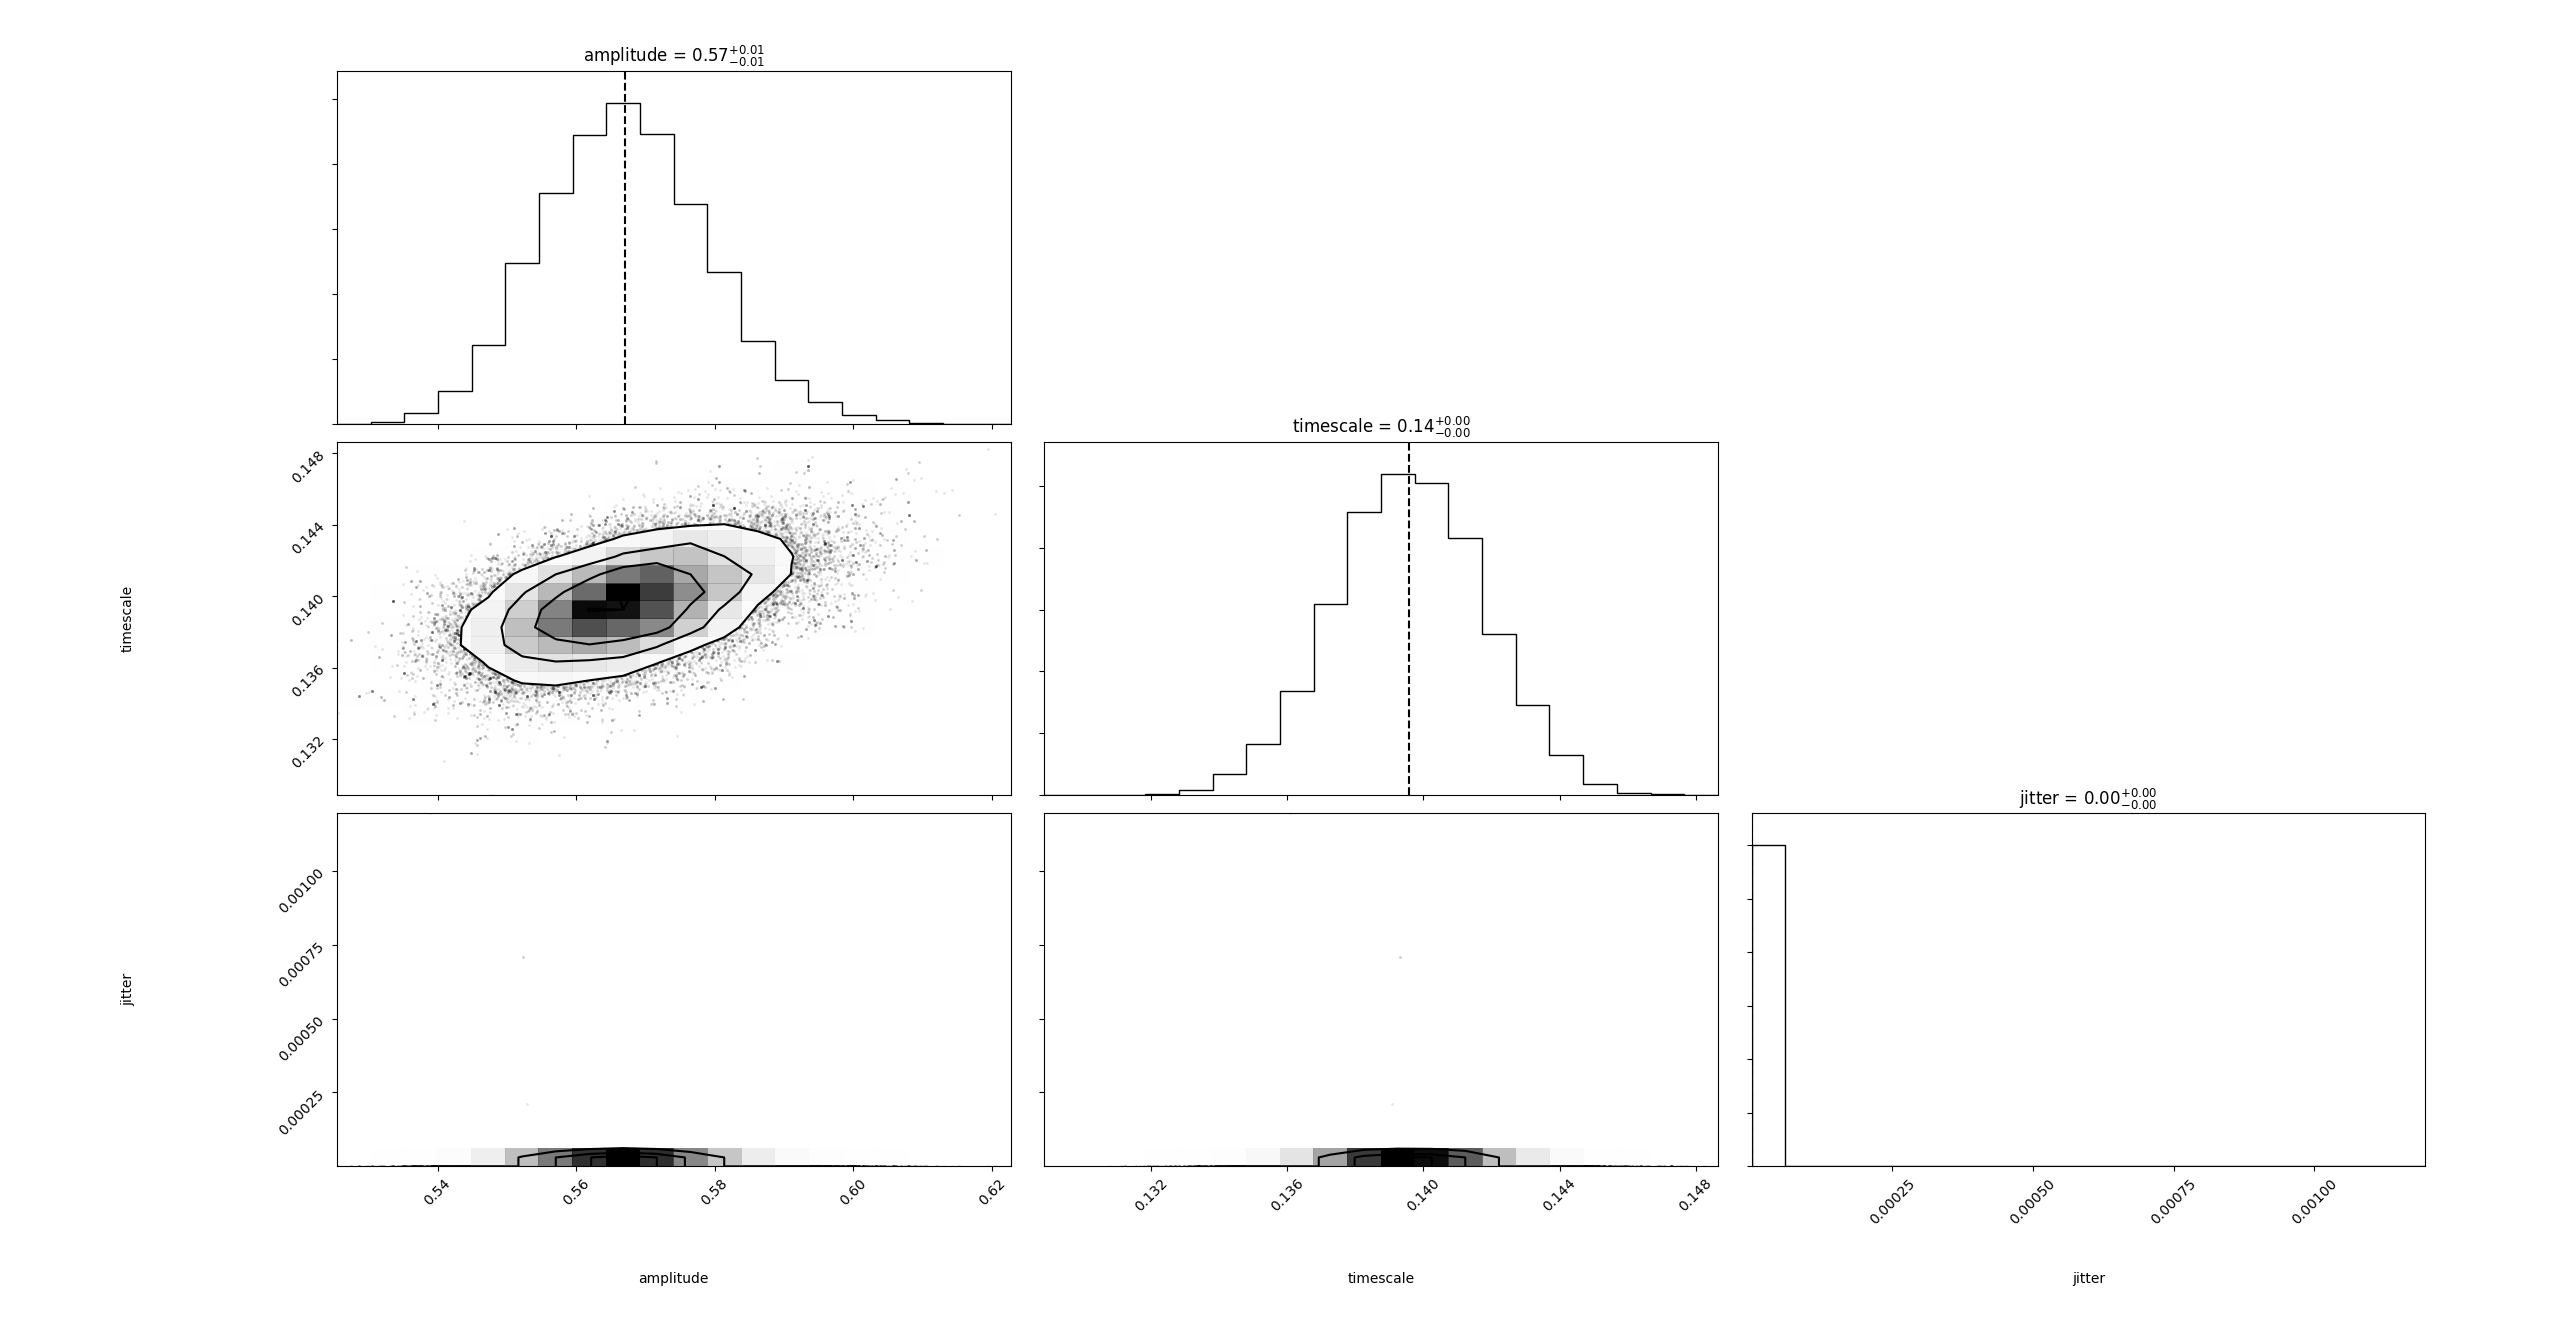 amplitude = 0.57+0.01−0.01
0.148
0.144
0.140
0.136
0.132
timescale
timescale = 0.14+0.00−0.00
0.00100
0.00075
0.00050
0.00025
jitter
jitter = 0.00+0.00−0.00
0.54 0.56 0.58 0.60 0.62
amplitude
0.132 0.136 0.140 0.144 0.148
timescale
0.00025 0.00050 0.00075 0.00100
jitter